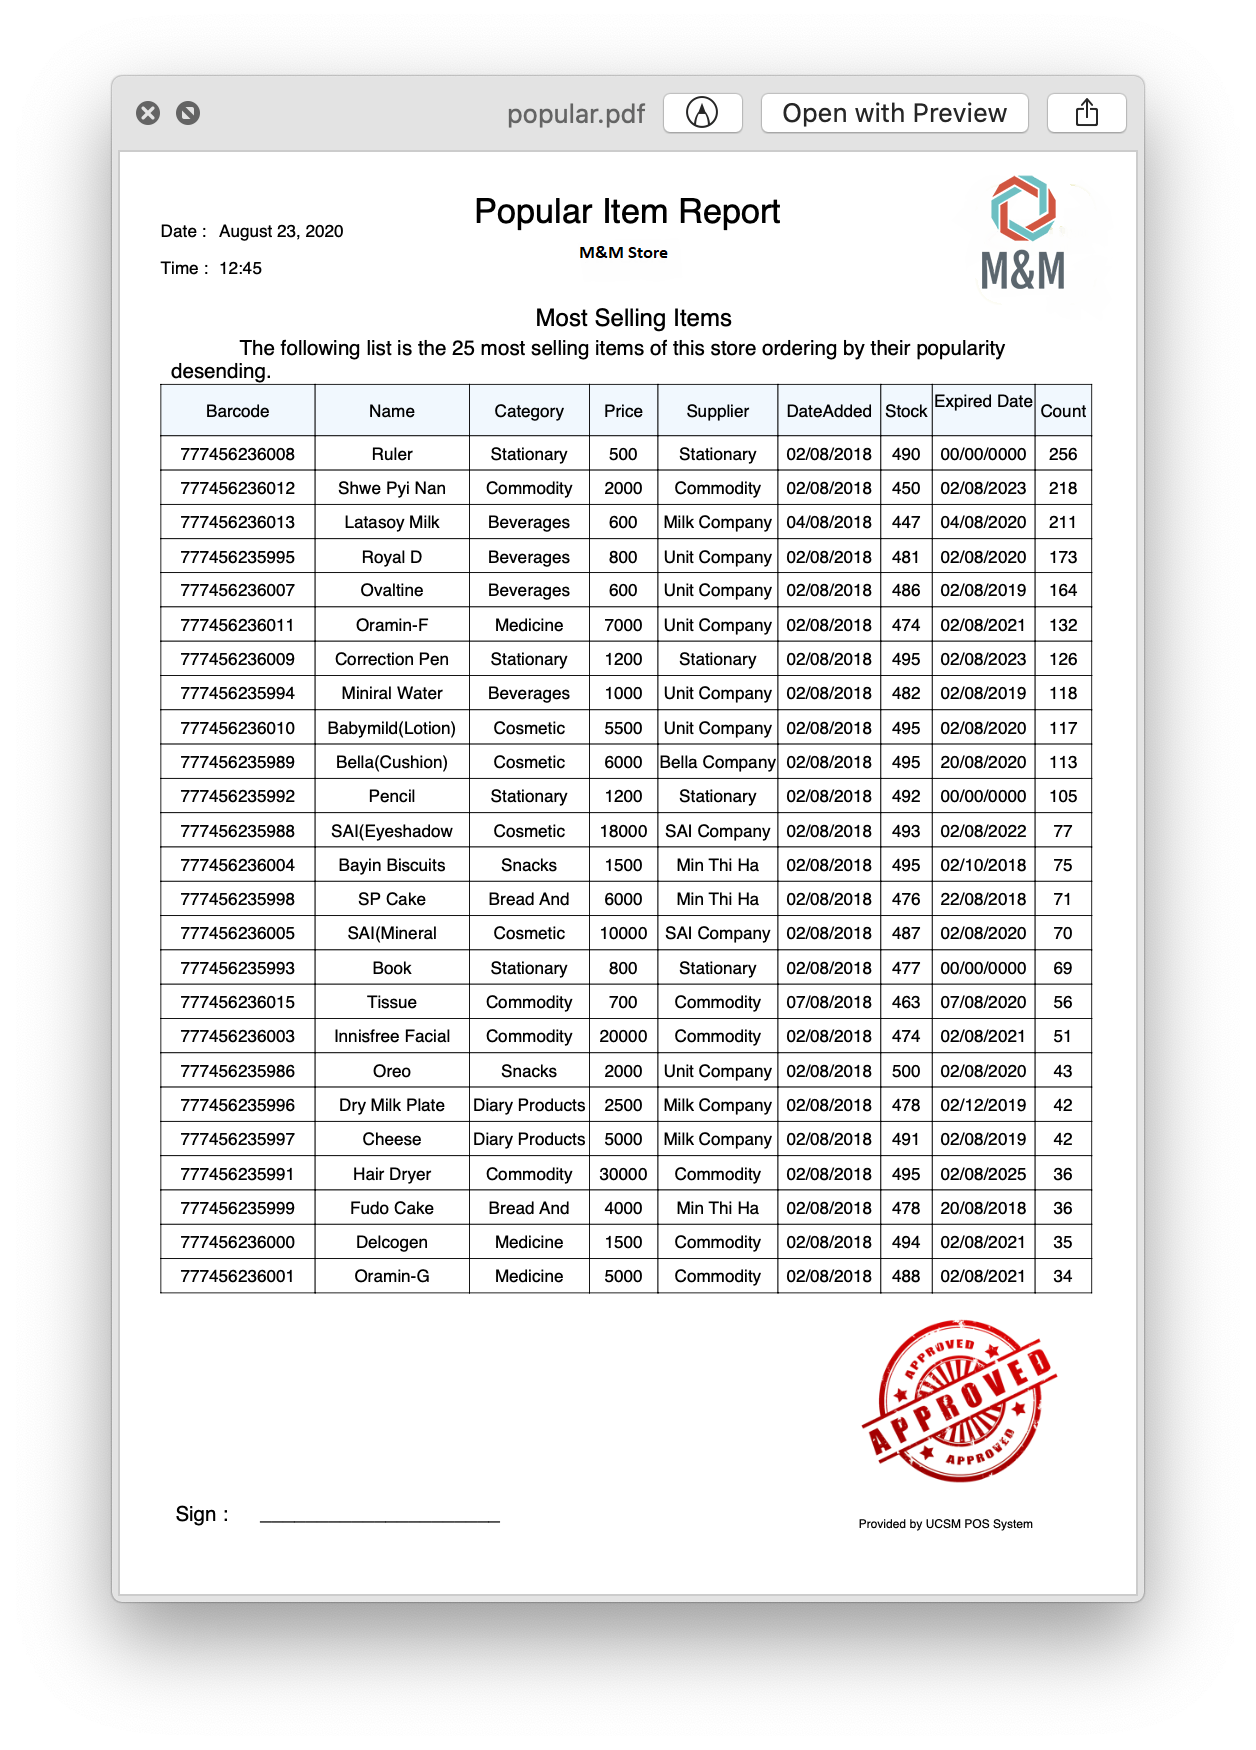 popular.pdf Open with Preview
Popular Item Report
Date : August 23, 2020
M&M Store
Time : 12:45
M&M
Most Selling Items
The following list is the 25 most selling items of this store ordering by their popularity
desending.
Barcode Name Category Price Supplier DateAdded Stock Expired Date Count
777456236008 Ruler Stationary 500 Stationary 02/08/2018 490 00/00/0000 256
777456236012 Shwe Pyi Nan Commodity 2000 Commodity 02/08/2018 450 02/08/2023 218
777456236013 Latasoy Milk Beverages 600 Milk Company 04/08/2018 447 04/08/2020 211
777456235995 Royal D Beverages 800 Unit Company 02/08/2018 481 02/08/2020 173
777456236007 Ovaltine Beverages 600 Unit Company 02/08/2018 486 02/08/2019 164
777456236011 Oramin-F Medicine 7000 Unit Company 02/08/2018 474 02/08/2021 132
777456236009 Correction Pen Stationary 1200 Stationary 02/08/2018 495 02/08/2023 126
777456235994 Miniral Water Beverages 1000 Unit Company 02/08/2018 482 02/08/2019 118
777456236010 Babymild(Lotion) Cosmetic 5500 Unit Company 02/08/2018 495 02/08/2020 117
777456235989 Bella(Cushion) Cosmetic 6000 Bella Company 02/08/2018 495 20/08/2020 113
777456235992 Pencil Stationary 1200 Stationary 02/08/2018 492 00/00/0000 105
777456235988 SAI(Eyeshadow Cosmetic 18000 SAI Company 02/08/2018 493 02/08/2022 77
777456236004 Bayin Biscuits Snacks 1500 Min Thi Ha 02/08/2018 495 02/10/2018 75
777456235998 SP Cake Bread And 6000 Min Thi Ha 02/08/2018 476 22/08/2018 71
777456236005 SAI(Mineral Cosmetic 10000 SAI Company 02/08/2018 487 02/08/2020 70
777456235993 Book Stationary 800 Stationary 02/08/2018 477 00/00/0000 69
777456236015 Tissue Commodity 700 Commodity 07/08/2018 463 07/08/2020 56
777456236003 Innisfree Facial Commodity 20000 Commodity 02/08/2018 474 02/08/2021 51
777456235986 Oreo Snacks 2000 Unit Company 02/08/2018 500 02/08/2020 43
777456235996 Dry Milk Plate Diary Products 2500 Milk Company 02/08/2018 478 02/12/2019 42
777456235997 Cheese Diary Products 5000 Milk Company 02/08/2018 491 02/08/2019 42
777456235991 Hair Dryer Commodity 30000 Commodity 02/08/2018 495 02/08/2025 36
777456235999 Fudo Cake Bread And 4000 Min Thi Ha 02/08/2018 478 20/08/2018 36
777456236000 Delcogen Medicine 1500 Commodity 02/08/2018 494 02/08/2021 35
777456236001 Oramin-G Medicine 5000 Commodity 02/08/2018 488 02/08/2021 34
APPROVED
APPROVED
APPROVED
Sign :
Provided by UCSM POS System